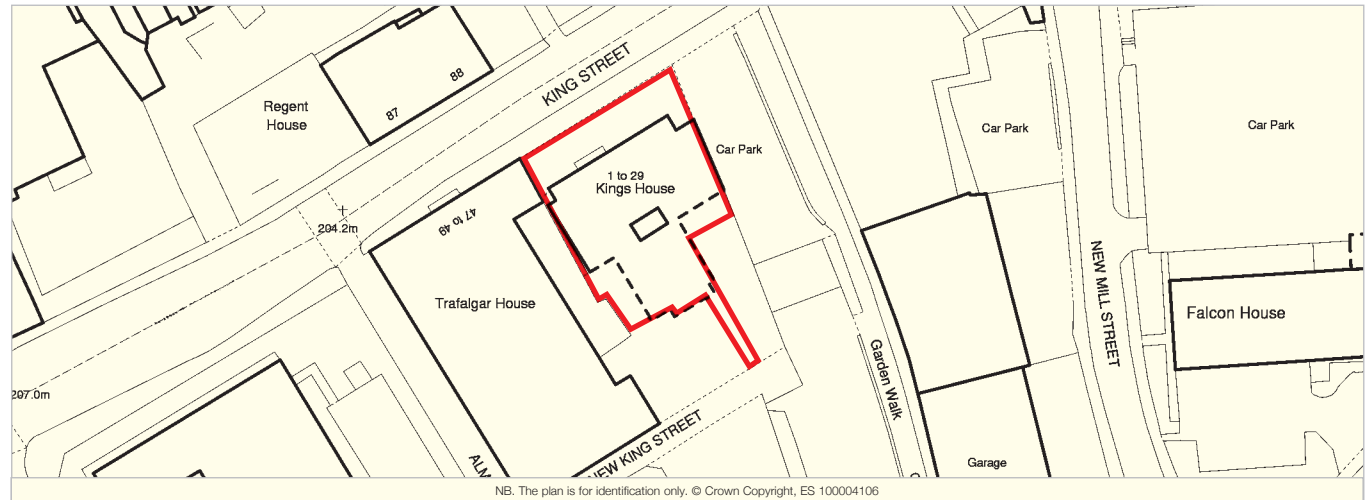 KING STREET
88
87
Regent
House
Car Park
Car Park
Car Park
1 to 29
Kings House
47 to 49
204.2m
Trafalgar House
NEW MILL STREET
Falcon House
Garden Walk
207.0m
NEW KING STREET
Garage
NB. The plan is for identification only. © Crown Copyright, ES 100004106